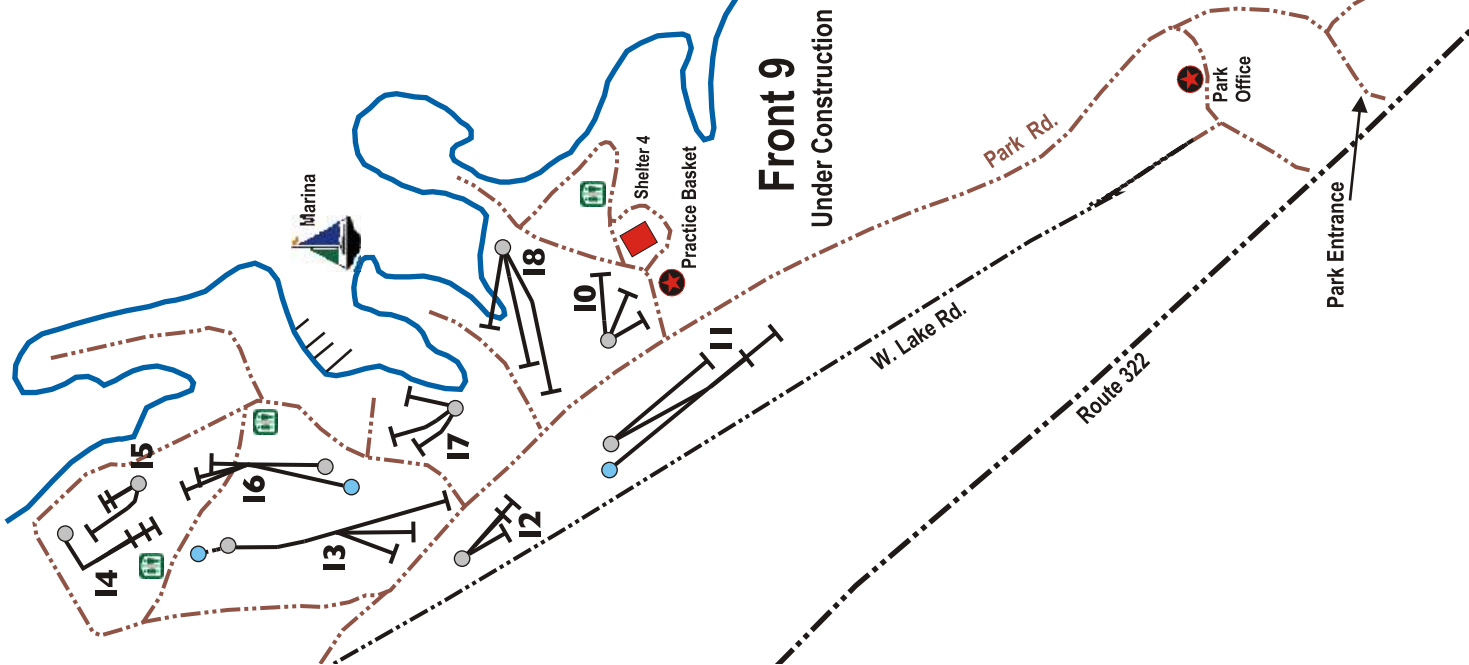 Marina
Shelter 4
Practice Basket
Front 9
Under Construction
Park Rd.
Park
Office
Park Entrance
W. Lake Rd.
Route 322
10
11
12
13
14
15
16
17
18